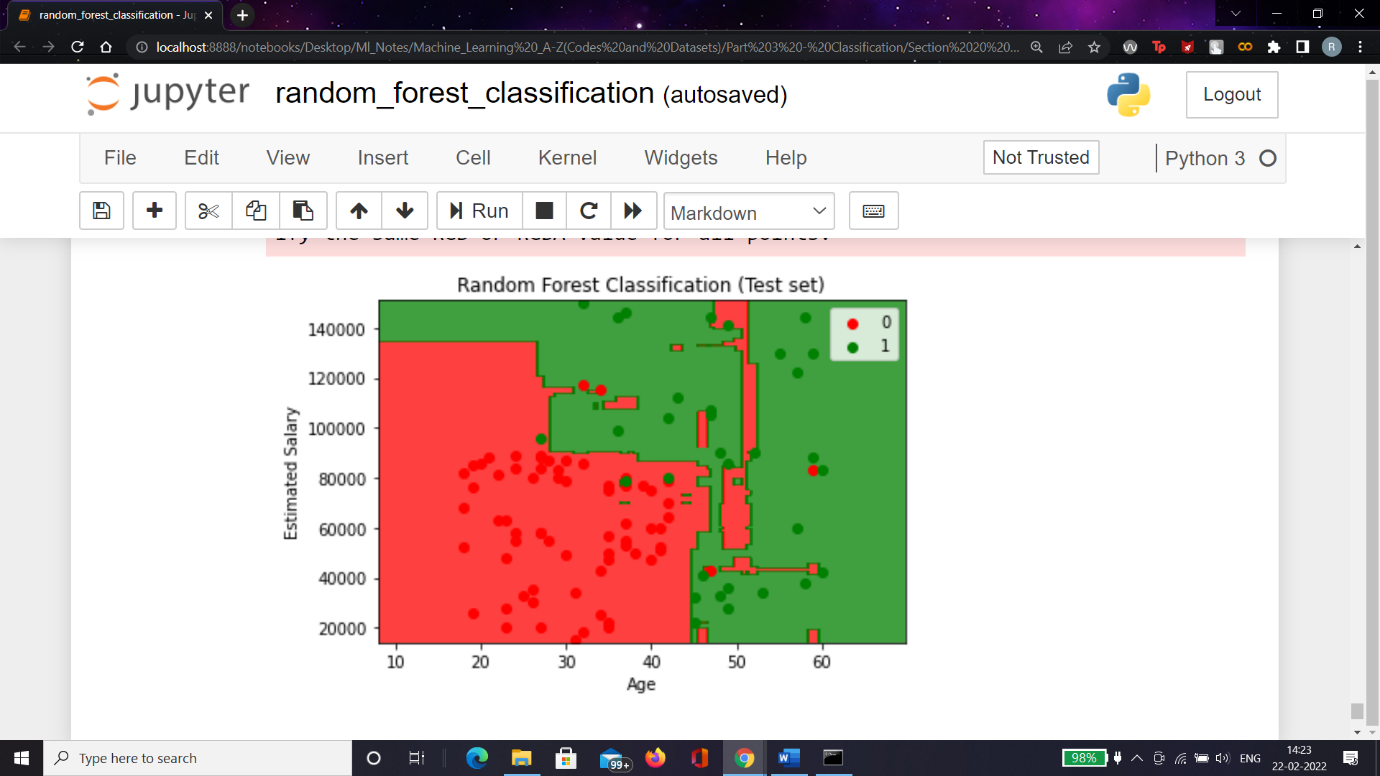 random_forest_classification - Ju
localhost:8888/notebooks/Desktop/Ml_Notes/Machine_Learning%20_A-Z(Codes%20and%20Datasets)/Part%203%20-%20Classification/Section%2020%20...
Tp
R
jupyter random_forest_classification (autosaved)
Logout
File Edit View Insert Cell Kernel Widgets Help
Not Trusted
Python 3
Run
Markdown
Random Forest Classification (Test set)
0
1
140000
120000
100000
80000
60000
40000
20000
Estimated Salary
10 20 30 40 50 60
Age
Type here to search
99+
W
98%
ENG
14:23
22-02-2022